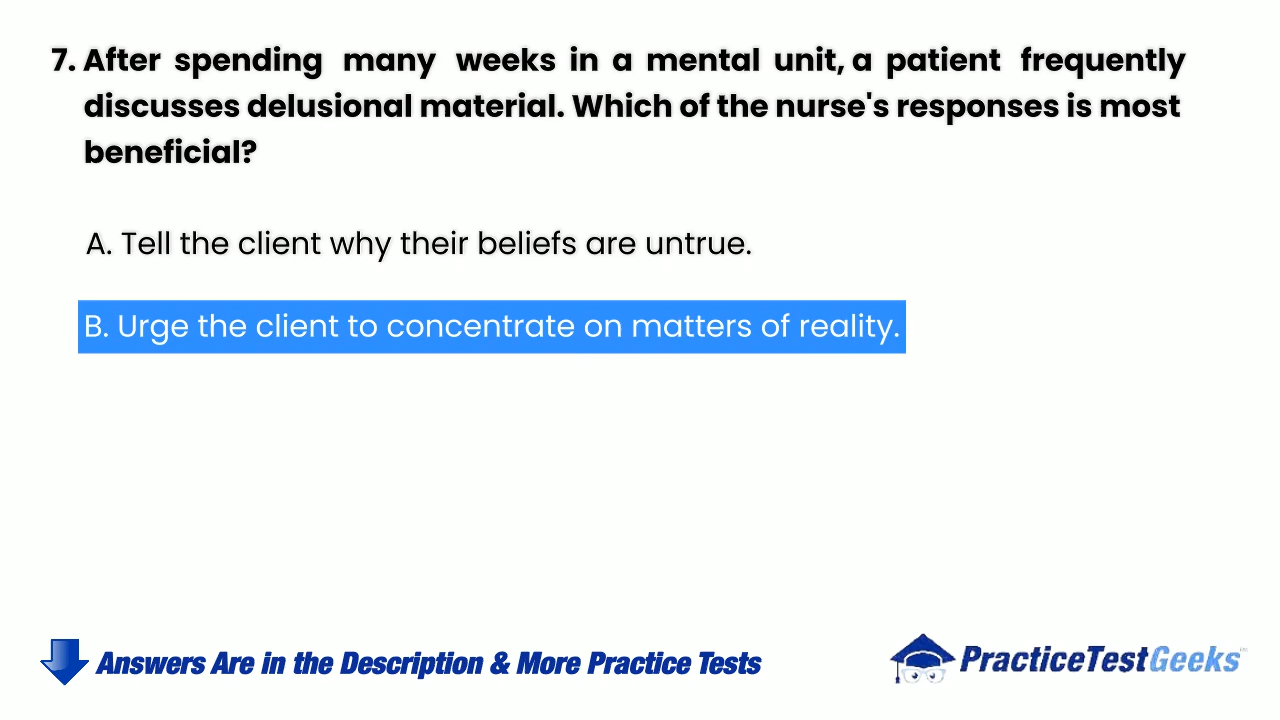 7. After spending many weeks in a mental unit, a patient frequently
discusses delusional material. Which of the nurse's responses is most
beneficial?
A. Tell the client why their beliefs are untrue.
B. Urge the client to concentrate on matters of reality.
Answers Are in the Description & More Practice Tests
PracticeTestGeeks